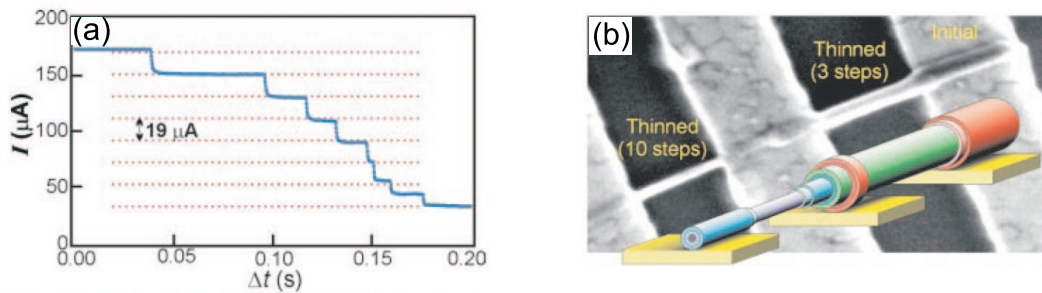 (a)
200
150
100
50
0
I (μA)
19 μA
0.00 0.05 0.10 0.15 0.20
Δt (s)
(b)
Initial
Thinned
(3 steps)
Thinned
(10 steps)